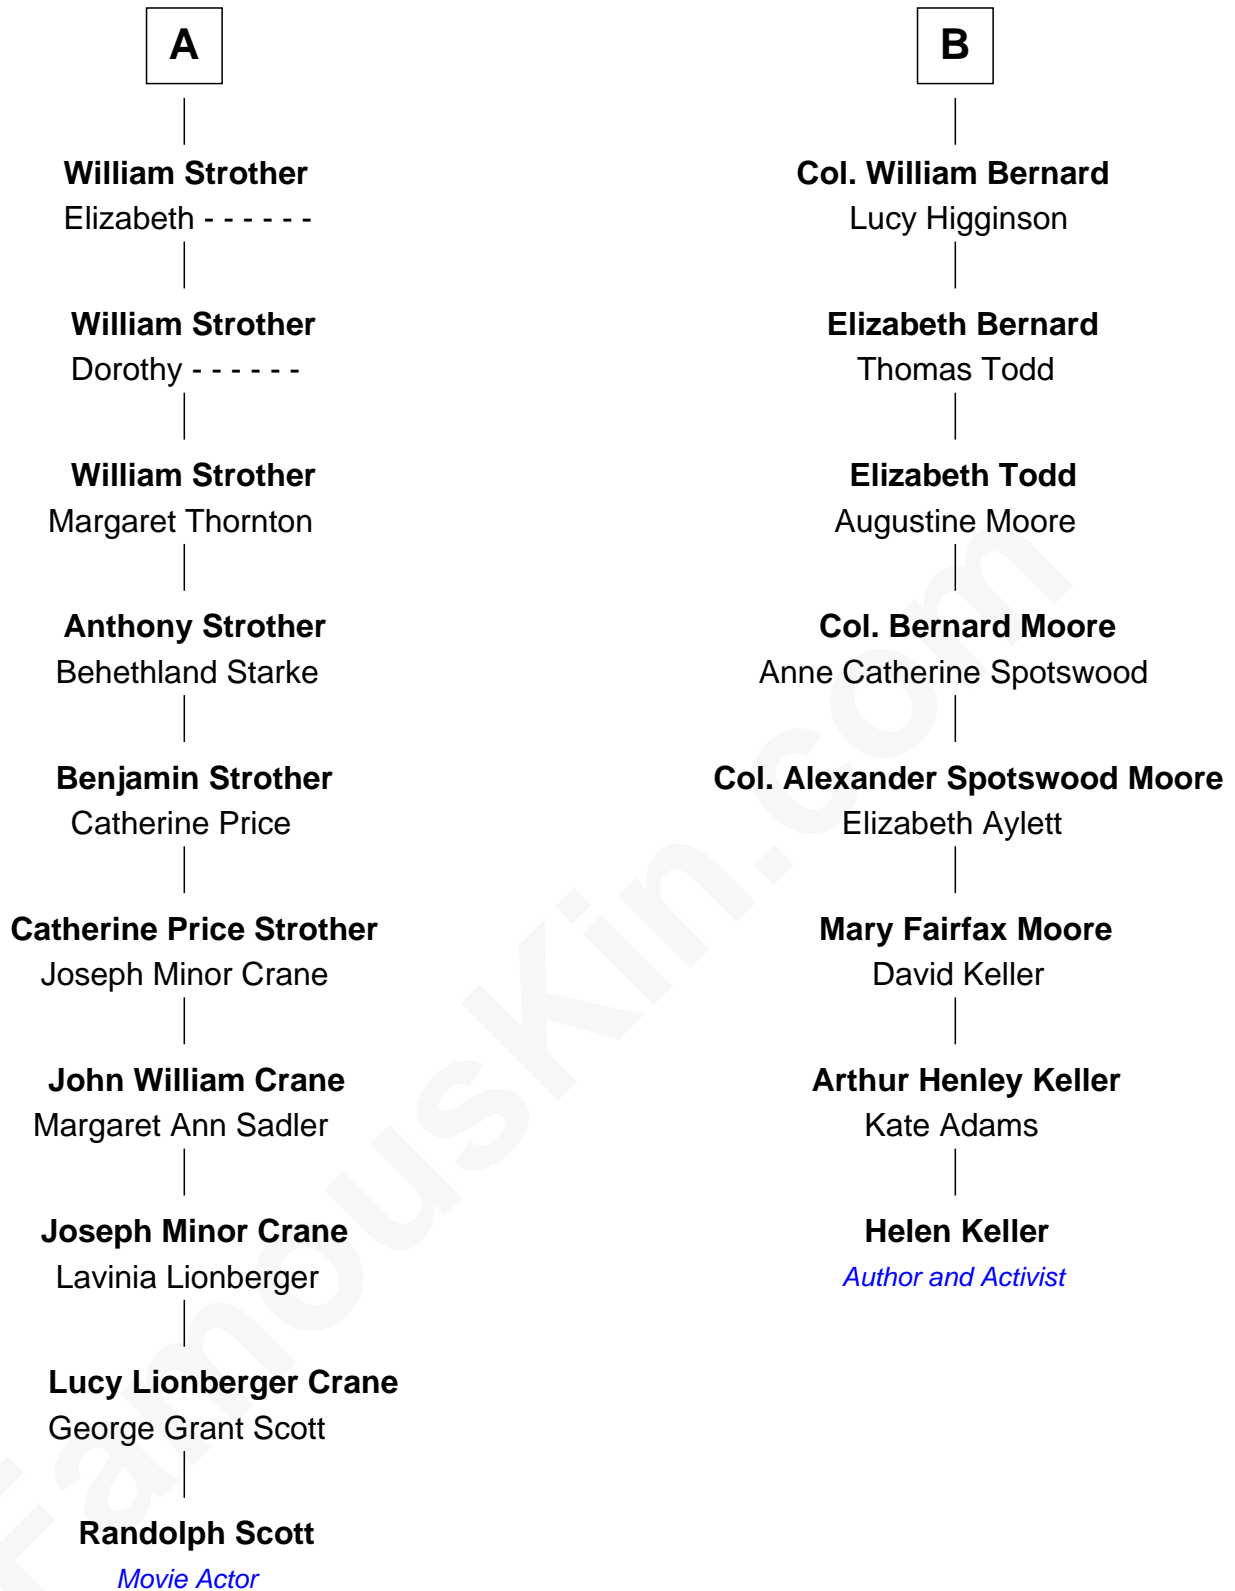 A
William Strother
Elizabeth - - - - - -
William Strother
Dorothy - - - - - -
William Strother
Margaret Thornton
Anthony Strother
Behethland Starke
Benjamin Strother
Catherine Price
Catherine Price Strother
Joseph Minor Crane
John William Crane
Margaret Ann Sadler
Joseph Minor Crane
Lavinia Lionberger
Lucy Lionberger Crane
George Grant Scott
Randolph Scott
Movie Actor
B
Col. William Bernard
Lucy Higginson
Elizabeth Bernard
Thomas Todd
Elizabeth Todd
Augustine Moore
Col. Bernard Moore
Anne Catherine Spotswood
Col. Alexander Spotswood Moore
Elizabeth Aylett
Mary Fairfax Moore
David Keller
Arthur Henley Keller
Kate Adams
Helen Keller
Author and Activist
FamousKin.com